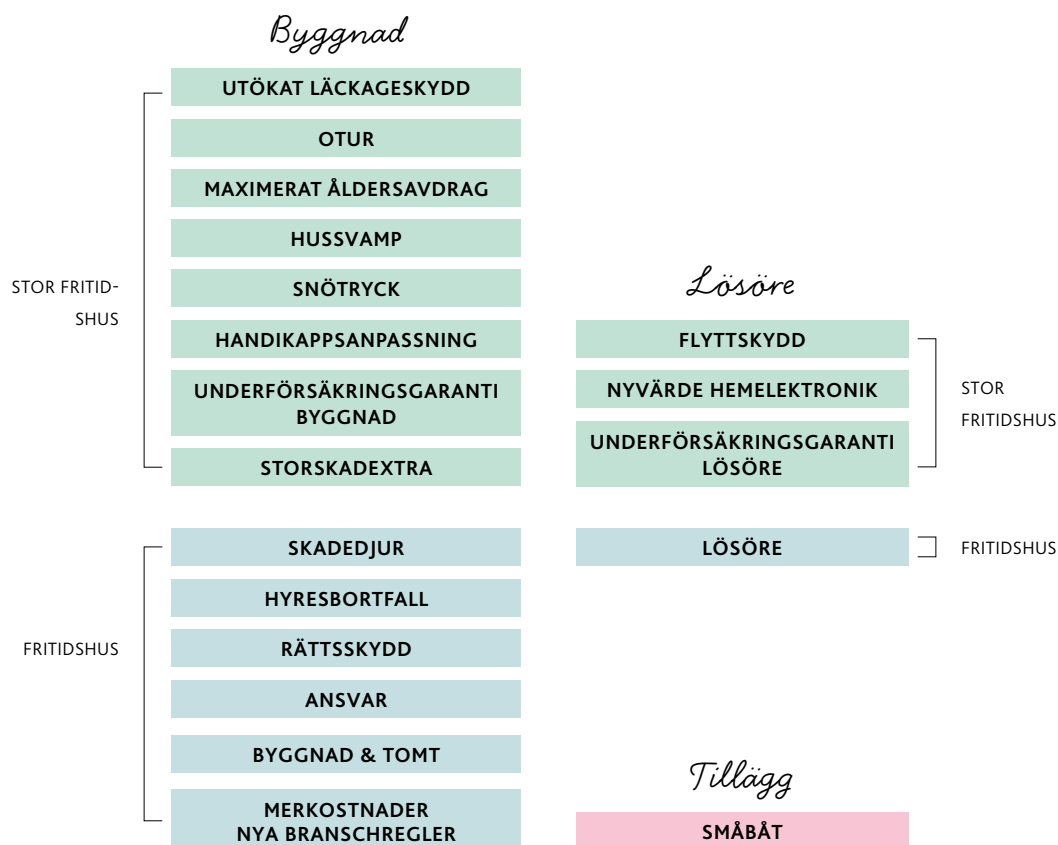 Byggnad
UTÖKAT LÄCKAGESKYDD
OTUR
MAXIMERAT ÅLDERSAVDRAG
HUSSVAMP
SNÖTRYCK
HANDIKAPPSANPASSNING
UNDERFÖRSÄKRINGSGARANTI
BYGGNAD
STORSKADEXTRA
STOR FRITID-
SHUS
SKADEDJUR
HYRESBORTFALL
RÄTTSSKYDD
ANSVAR
BYGGNAD & TOMT
MERKOSTNADER
NYA BRANSCHREGLER
FRITIDSHUS
Lösöre
FLYTTSKYDD
NYVÄRDE HEMELEKTRONIK
UNDERFÖRSÄKRINGSGARANTI
LÖSÖRE
STOR
FRITIDSHUS
LÖSÖRE
FRITIDSHUS
Tillägg
SMÅBÅT